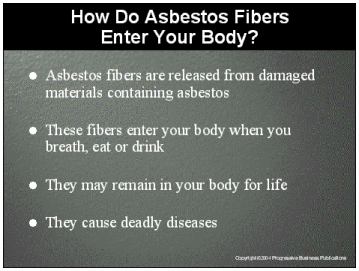 How Do Asbestos Fibers
Enter Your Body?
● Asbestos fibers are released from damaged
materials containing asbestos
● These fibers enter your body when you
breath, eat or drink
● They may remain in your body for life
● They cause deadly diseases
Copyright ©2004 Progressive Business Publications